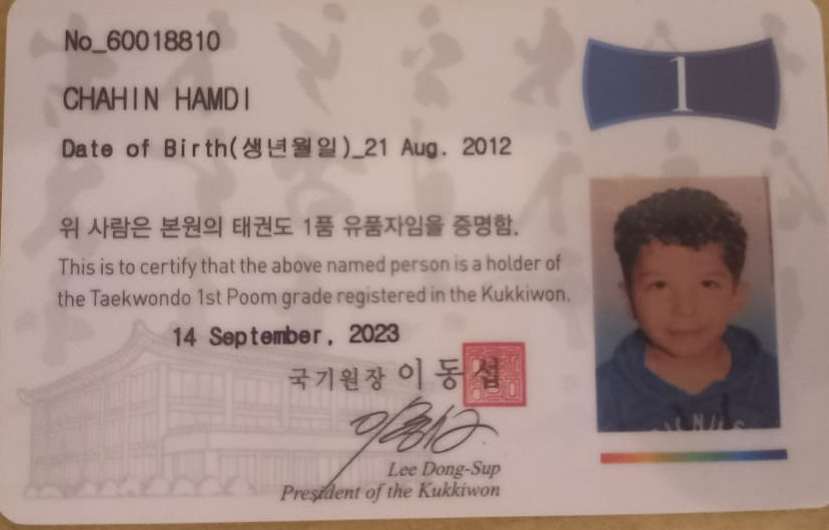 No_60018810
1
CHAHIN HAMDI
Date of Birth(생년월일)_21 Aug. 2012
위 사람은 본원의 태권도 1품 유품자임을 증명함.
This is to certify that the above named person is a holder of
the Taekwondo 1st Poom grade registered in the Kukkiwon.
14 September, 2023
국기원장 이동섭
Lee Dong-Sup
President of the Kukkiwon